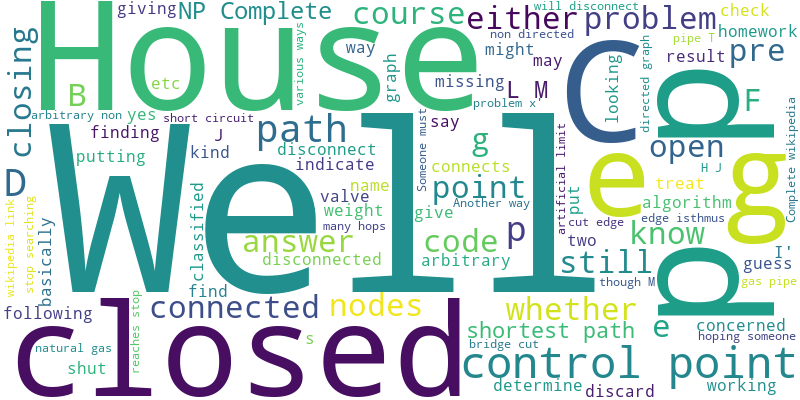 giving
NP Complete
course
either
problem
will disconnect
check
non directed
pipe T
homework
House
C
d
pre
closing
B
etc
various ways
way
graph
might
may
result
missing
L M
looking
directed graph
F
problem x
arbitrary non
yes
short circuit
finding
J
path
say
open
Complete wikipedia
Well
putting
kind
disconnect
indicate
g
connects
Someone must
artificial limit
e
g
H J
D
classified
valve
name
point
Another way
put
treat
algorithm
weight
give
p
cut edge
edge isthmus
wikipedia link
stop searching
basically
many hops
answer
code
two
know
I'
find
disconnected
arbitrary
still
d
guess
though M
gas pipe
connected
nodes
whether
following
closed
s
shortest path
e
concerned
reaches stop
bridge cut
hoping someone
natural gas
shut
control
point
working
determine
discard